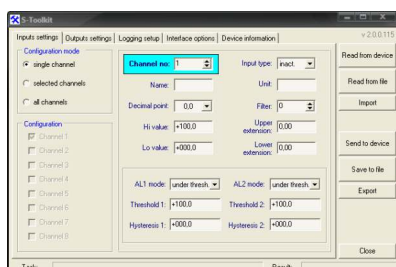 S-Toolkit
Inputs settings | Outputs settings | Logging setup | Interface options | Device information
v 2.0.0.115
Configuration mode
single channel
selected channels
all channels
Configuration
Channel 1
Channel 2
Channel 3
Channel 4
Channel 5
Channel 6
Channel 7
Channel 8
Channel no: 1
Input type: inact.
Name:
Unit:
Decimal point: 0,0
Filter: 0
Hi value: +100,0
Upper extension: 0,00
Lo value: +000,0
Lower extension: 0,00
AL1 mode: under thresh.
AL2 mode: under thresh.
Threshold 1: +100,0
Threshold 2: +100,0
Hysteresis 1: +000,0
Hysteresis 2: +000,0
Read from device
Read from file
Import
Send to device
Save to file
Export
Close
Task:
Result: